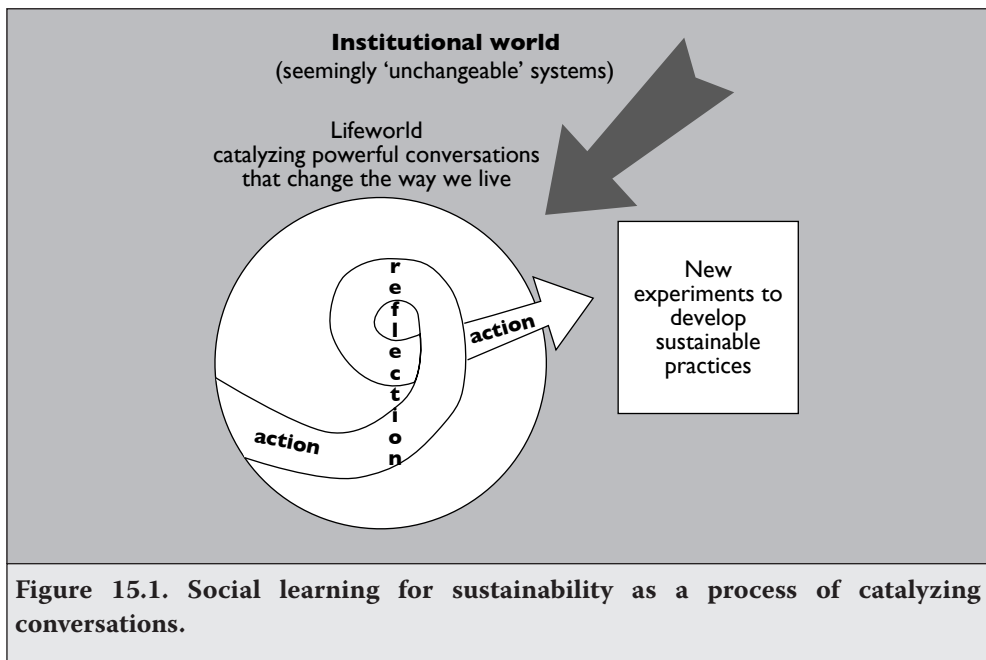 Institutional world
(seemingly ‘unchangeable’ systems)
Lifeworld
catalyzing powerful conversations
that change the way we live
reflection
action
action
New
experiments to
develop
sustainable
practices
Figure 15.1. Social learning for sustainability as a process of catalyzing
conversations.